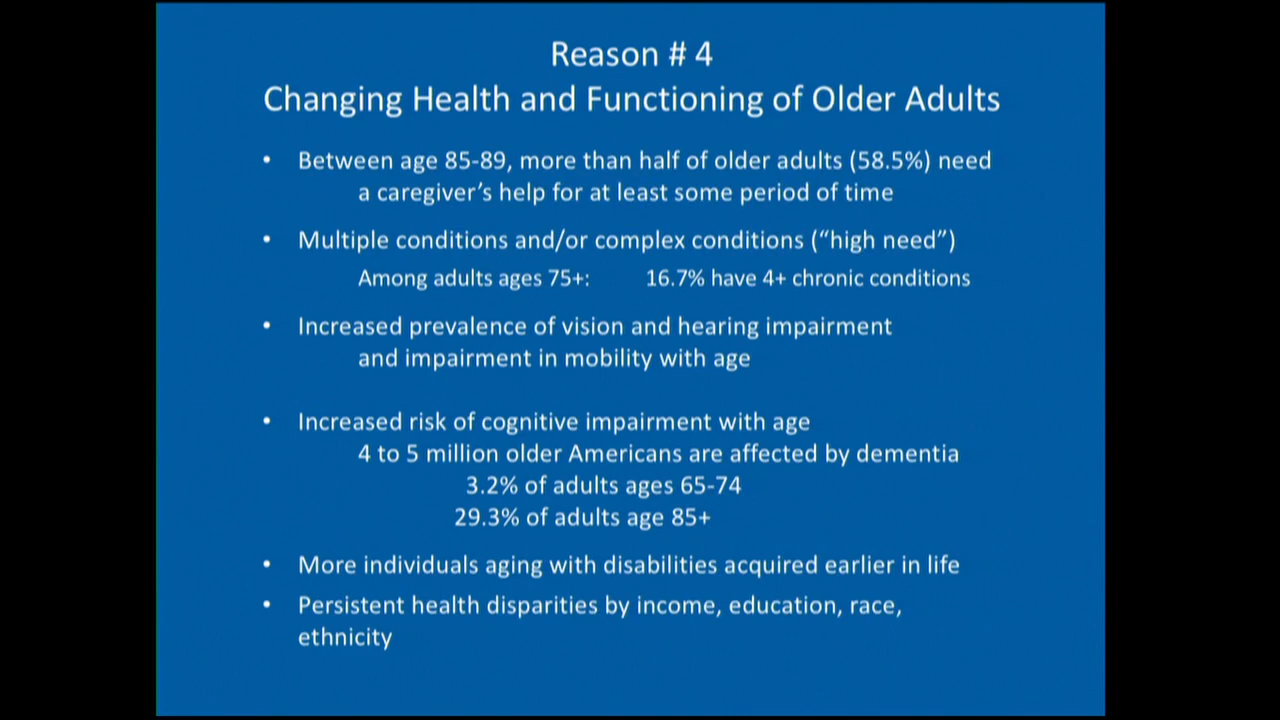 Reason # 4
Changing Health and Functioning of Older Adults
• Between age 85-89, more than half of older adults (58.5%) need
a caregiver’s help for at least some period of time
• Multiple conditions and/or complex conditions (“high need”)
Among adults ages 75+: 16.7% have 4+ chronic conditions
• Increased prevalence of vision and hearing impairment
and impairment in mobility with age
• Increased risk of cognitive impairment with age
4 to 5 million older Americans are affected by dementia
3.2% of adults ages 65-74
29.3% of adults age 85+
• More individuals aging with disabilities acquired earlier in life
• Persistent health disparities by income, education, race,
ethnicity